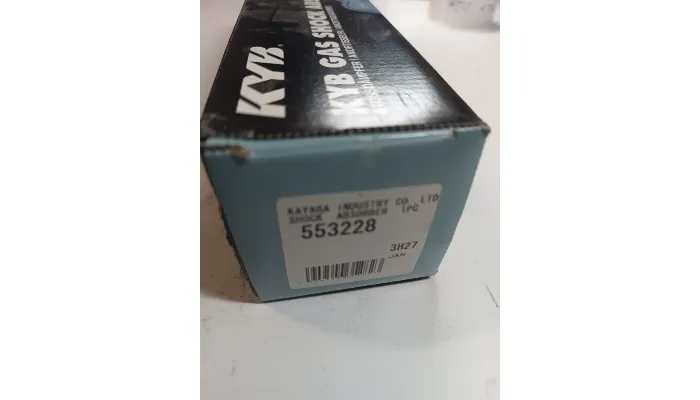 KYB
KYB GAS SHOCK
KAYABA INDUSTRY CO.,LTD
SHOCK ABSORBER 1PC
553228
3H27
JAN